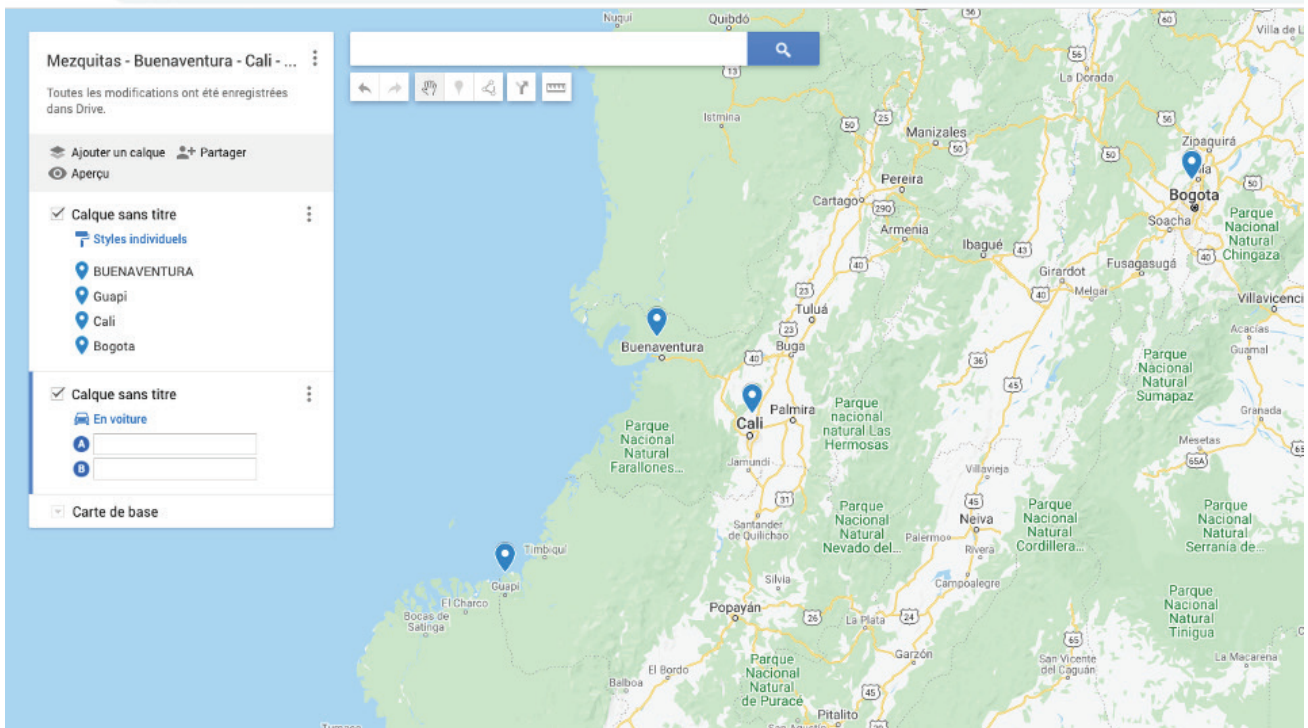 Mezquitas - Buenaventura - Cali - ...
Toutes les modifications ont été enregistrées
dans Drive.
Ajouter un calque Partager
Aperçu
Calque sans titre
Styles individuels
BUENAVENTURA
Guapi
Cali
Bogota
Calque sans titre
En voiture
A
B
Carte de base
Nuquí
Quibdó
56
60
Villa de L
13
56
La Dorada
Istmina
50
25
Manizales
50
56
Zipaquirá
50
Pereira
50
Bogota
Cartago
290
Soacha
Parque
Nacional
Natural
Chingaza
Armenia
Ibagué
43
40
Fusagasugá
40
Girardot
Melgar
40
23
Villavicenci
Tuluá
Acacías
23
Buenaventura
Buga
Guamal
40
36
Parque
Nacional
Natural
Sumapaz
45
Cali
Palmira
Parque
nacional
natural Las
Hermosas
Granada
Parque
Nacional
Natural
Farallones...
Mesetas
65
65A
Jamundí
Villavieja
31
45
Neiva
Santander
de Quilichao
Parque
Nacional
Natural
Nevado del...
Palermo
Rivera
Parque
Nacional
Natural
Cordillera...
Parque
Nacional
Natural
Serranía de...
Timbiquí
Guapi
Silvia
Campoalegre
El Charco
Bocas de
Satinga
Popayán
26
La Plata
24
Parque
Nacional
Natural
Tinigua
65
Garzón
San Vicente
del Caguán
La Macarena
El Bordo
Balboa
Parque
Nacional
Natural
de Puracé
45
Pitalito